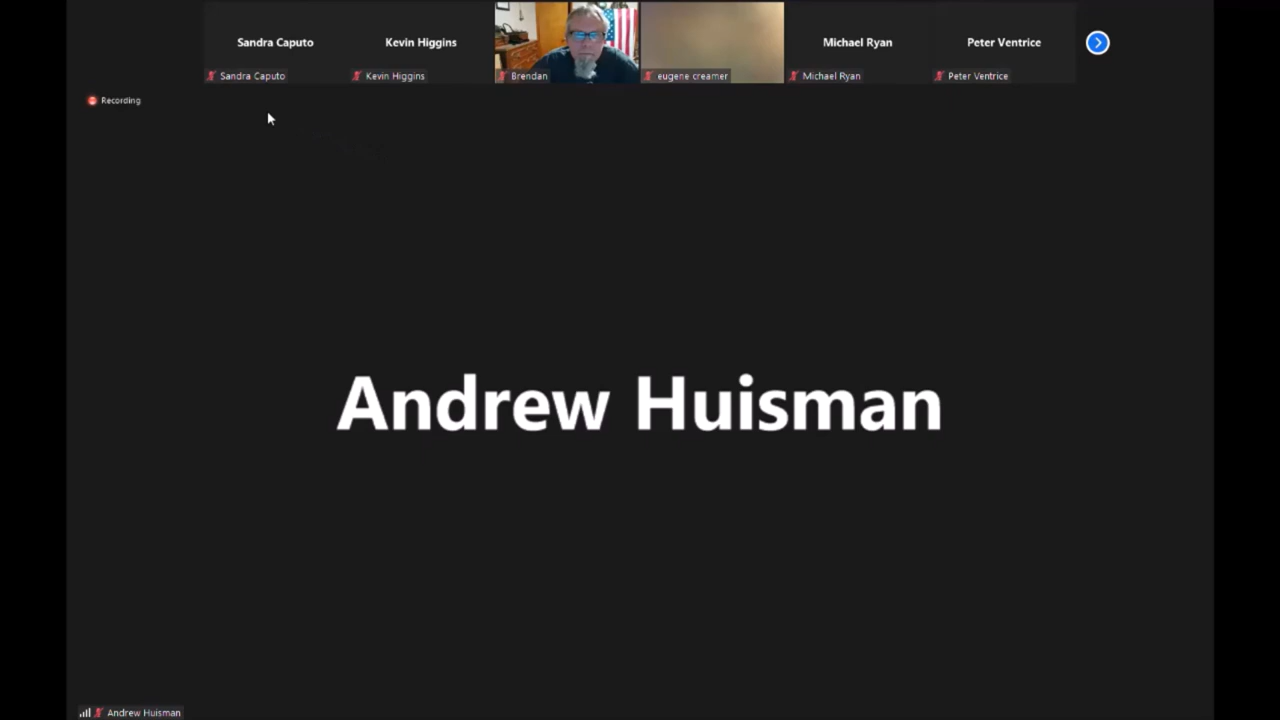 Sandra Caputo
Kevin Higgins
Michael Ryan
Peter Ventrice
Sandra Caputo
Kevin Higgins
Brendan
eugene creamer
Michael Ryan
Peter Ventrice
Recording
Andrew Huisman
Andrew Huisman